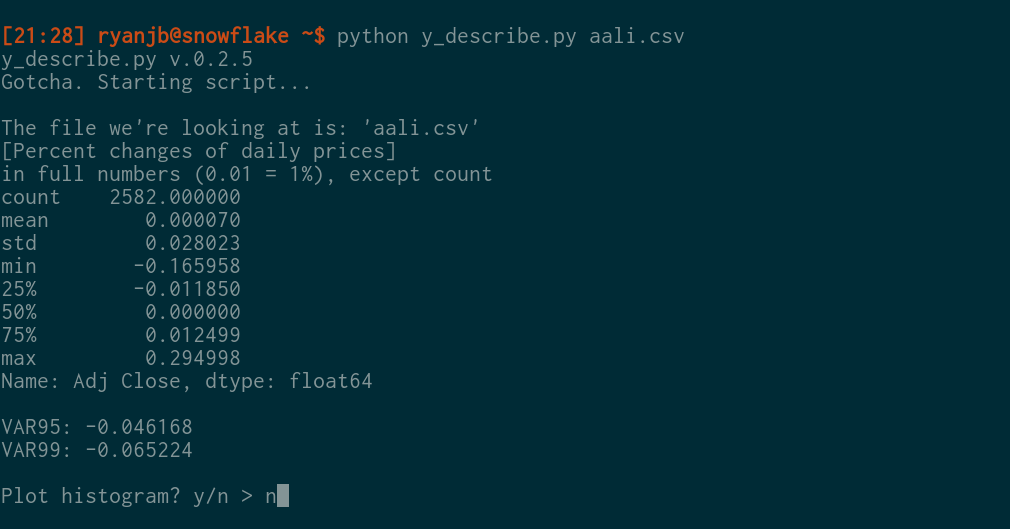 [21:28] ryanjb@snowflake ~$ python y_describe.py aali.csv
y_describe.py v.0.2.5
Gotcha. Starting script...
The file we're looking at is: 'aali.csv'
[Percent changes of daily prices]
in full numbers (0.01 = 1%), except count
count    2582.000000
mean        0.000070
std         0.028023
min        -0.165958
25%        -0.011850
50%         0.000000
75%         0.012499
max         0.294998
Name: Adj Close, dtype: float64
VAR95: -0.046168
VAR99: -0.065224
Plot histogram? y/n > n